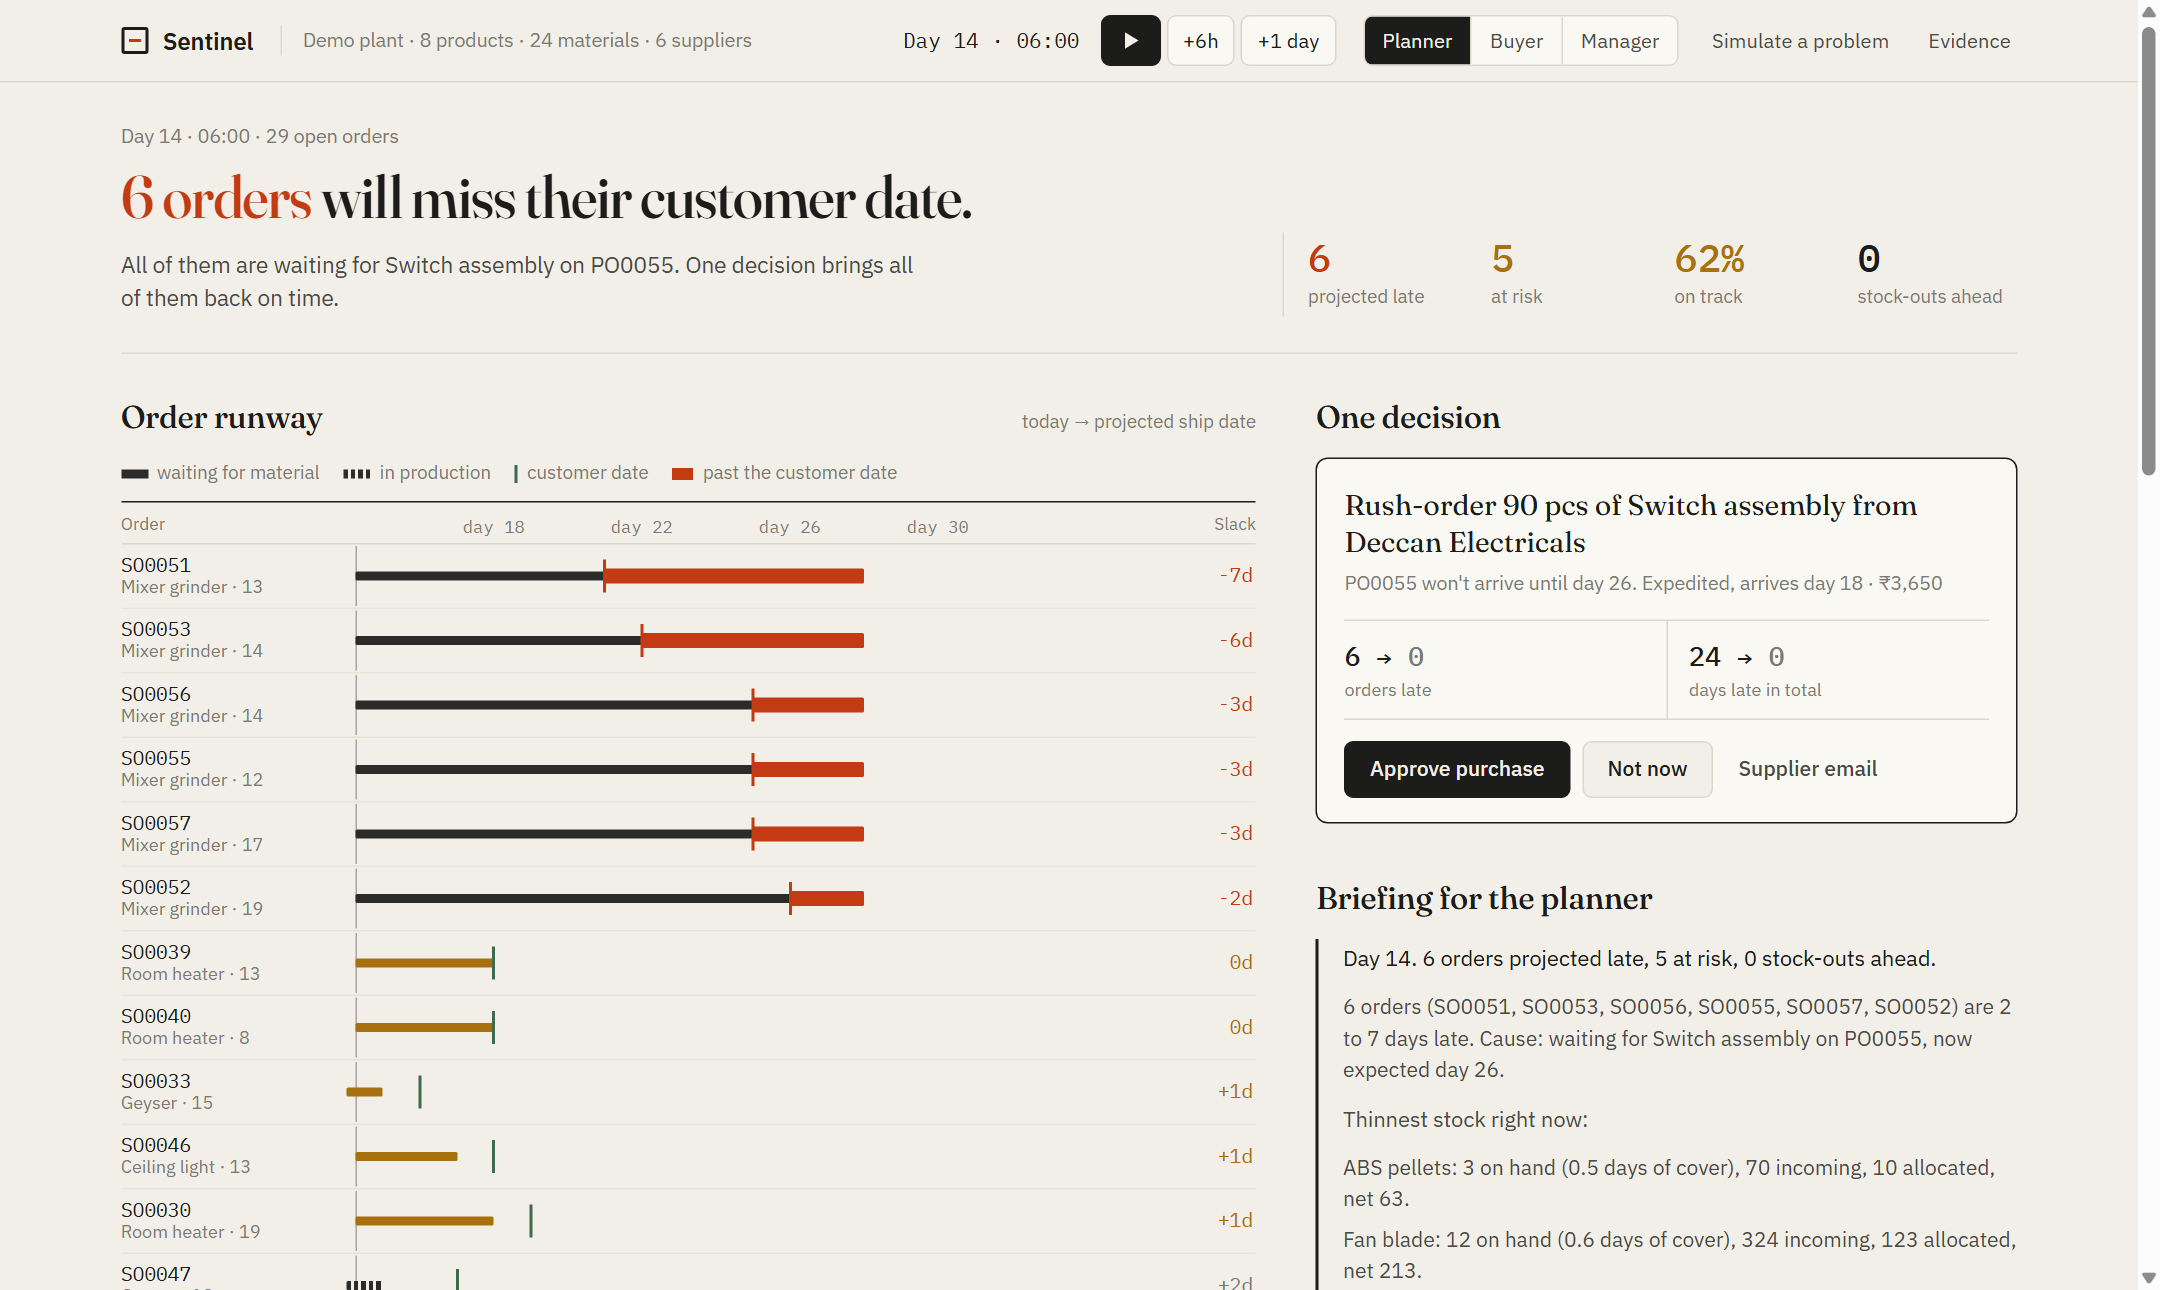 Sentinel
Demo plant · 8 products · 24 materials · 6 suppliers
Day 14 · 06:00
+6h
+1 day
Planner
Buyer
Manager
Simulate a problem
Evidence
Day 14 · 06:00 · 29 open orders
6 orders will miss their customer date.
All of them are waiting for Switch assembly on PO0055. One decision brings all
of them back on time.
6
projected late
5
at risk
62%
on track
0
stock-outs ahead
Order runway
today → projected ship date
waiting for material
in production
customer date
past the customer date
Order
day 18
day 22
day 26
day 30
Slack
SO0051
Mixer grinder · 13
-7d
SO0053
Mixer grinder · 14
-6d
SO0056
Mixer grinder · 14
-3d
SO0055
Mixer grinder · 12
-3d
SO0057
Mixer grinder · 17
-3d
SO0052
Mixer grinder · 19
-2d
SO0039
Room heater · 13
0d
SO0040
Room heater · 8
0d
SO0033
Geyser · 15
+1d
SO0046
Ceiling light · 13
+1d
SO0030
Room heater · 19
+1d
SO0047
+2d
One decision
Rush-order 90 pcs of Switch assembly from
Deccan Electricals
PO0055 won't arrive until day 26. Expedited, arrives day 18 · ₹3,650
6 → 0
orders late
24 → 0
days late in total
Approve purchase
Not now
Supplier email
Briefing for the planner
Day 14. 6 orders projected late, 5 at risk, 0 stock-outs ahead.
6 orders (SO0051, SO0053, SO0056, SO0055, SO0057, SO0052) are 2
to 7 days late. Cause: waiting for Switch assembly on PO0055, now
expected day 26.
Thinnest stock right now:
ABS pellets: 3 on hand (0.5 days of cover), 70 incoming, 10 allocated,
net 63.
Fan blade: 12 on hand (0.6 days of cover), 324 incoming, 123 allocated,
net 213.